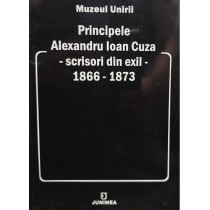 Muzeul Unirii
Principele
Alexandru Ioan Cuza
- scrisori din exil -
1866 - 1873
JUNIMEA